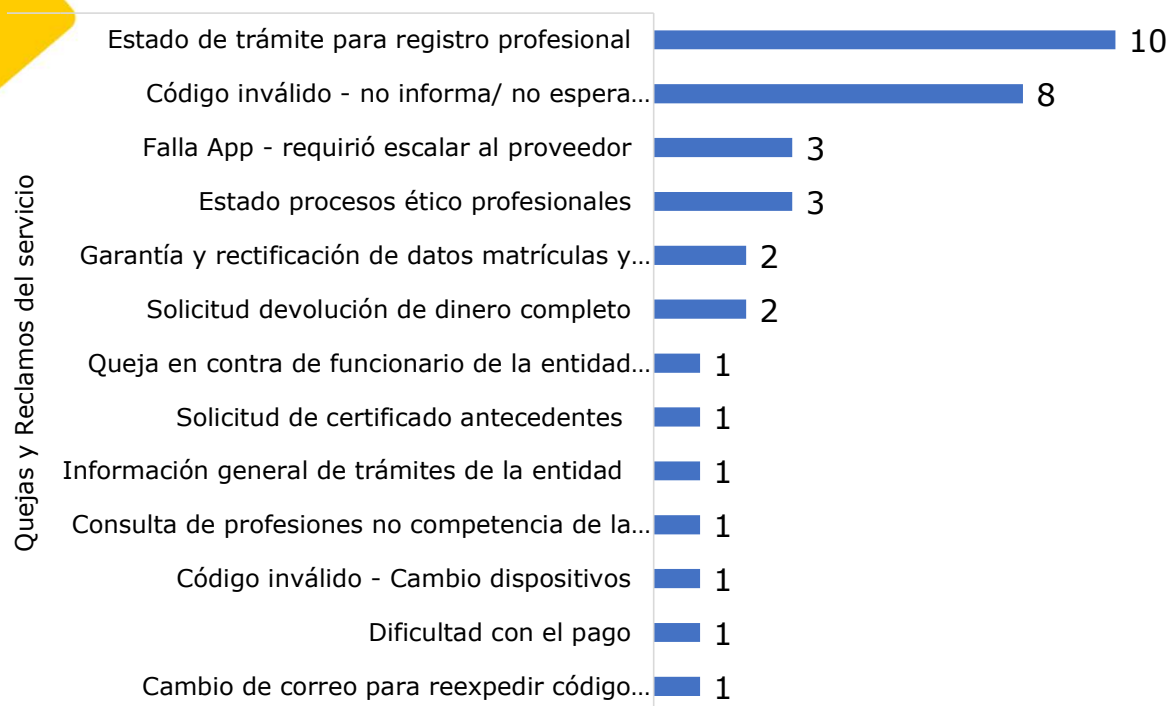 Quejas y Reclamos del servicio
Estado de trámite para registro profesional 10
Código inválido - no informa/ no espera... 8
Falla App - requirió escalar al proveedor 3
Estado procesos ético profesionales 3
Garantía y rectificación de datos matrículas y... 2
Solicitud devolución de dinero completo 2
Queja en contra de funcionario de la entidad... 1
Solicitud de certificado antecedentes 1
Información general de trámites de la entidad 1
Consulta de profesiones no competencia de la... 1
Código inválido - Cambio dispositivos 1
Dificultad con el pago 1
Cambio de correo para reexpedir código... 1